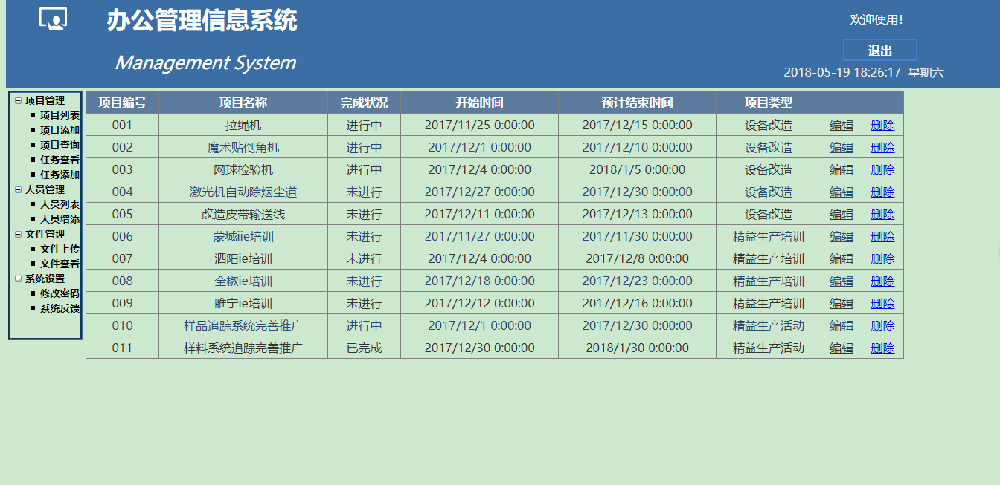 办公管理信息系统
Management System
欢迎使用!
退出
2018-05-19 18:26:17 星期六
项目管理
项目列表
项目添加
项目查询
任务查看
任务添加
人员管理
人员列表
人员增添
文件管理
文件上传
文件查看
系统设置
修改密码
系统反馈
项目编号 项目名称 完成状况 开始时间 预计结束时间 项目类型
001 拉绳机 进行中 2017/11/25 0:00:00 2017/12/15 0:00:00 设备改造 编辑 删除
002 魔术贴倒角机 进行中 2017/12/1 0:00:00 2017/12/10 0:00:00 设备改造 编辑 删除
003 网球检验机 进行中 2017/12/4 0:00:00 2018/1/5 0:00:00 设备改造 编辑 删除
004 激光机自动除烟尘道 未进行 2017/12/27 0:00:00 2017/12/30 0:00:00 设备改造 编辑 删除
005 改造皮带输送线 未进行 2017/12/11 0:00:00 2017/12/13 0:00:00 设备改造 编辑 删除
006 蒙城iie培训 未进行 2017/11/27 0:00:00 2017/11/30 0:00:00 精益生产培训 编辑 删除
007 泗阳ie培训 未进行 2017/12/4 0:00:00 2017/12/8 0:00:00 精益生产培训 编辑 删除
008 全椒ie培训 未进行 2017/12/18 0:00:00 2017/12/23 0:00:00 精益生产培训 编辑 删除
009 睢宁ie培训 未进行 2017/12/12 0:00:00 2017/12/16 0:00:00 精益生产培训 编辑 删除
010 样品追踪系统完善推广 进行中 2017/12/1 0:00:00 2017/12/30 0:00:00 精益生产活动 编辑 删除
011 样料系统追踪完善推广 已完成 2017/12/30 0:00:00 2018/1/30 0:00:00 精益生产活动 编辑 删除